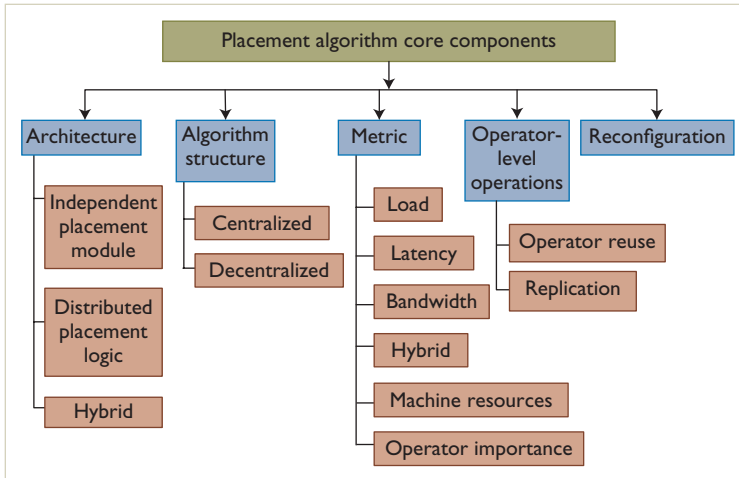 Placement algorithm core components
Architecture
Algorithm
structure
Metric
Operator-
level
operations
Reconfiguration
Independent
placement
module
Distributed
placement
logic
Hybrid
Centralized
Decentralized
Load
Latency
Bandwidth
Hybrid
Machine resources
Operator importance
Operator reuse
Replication